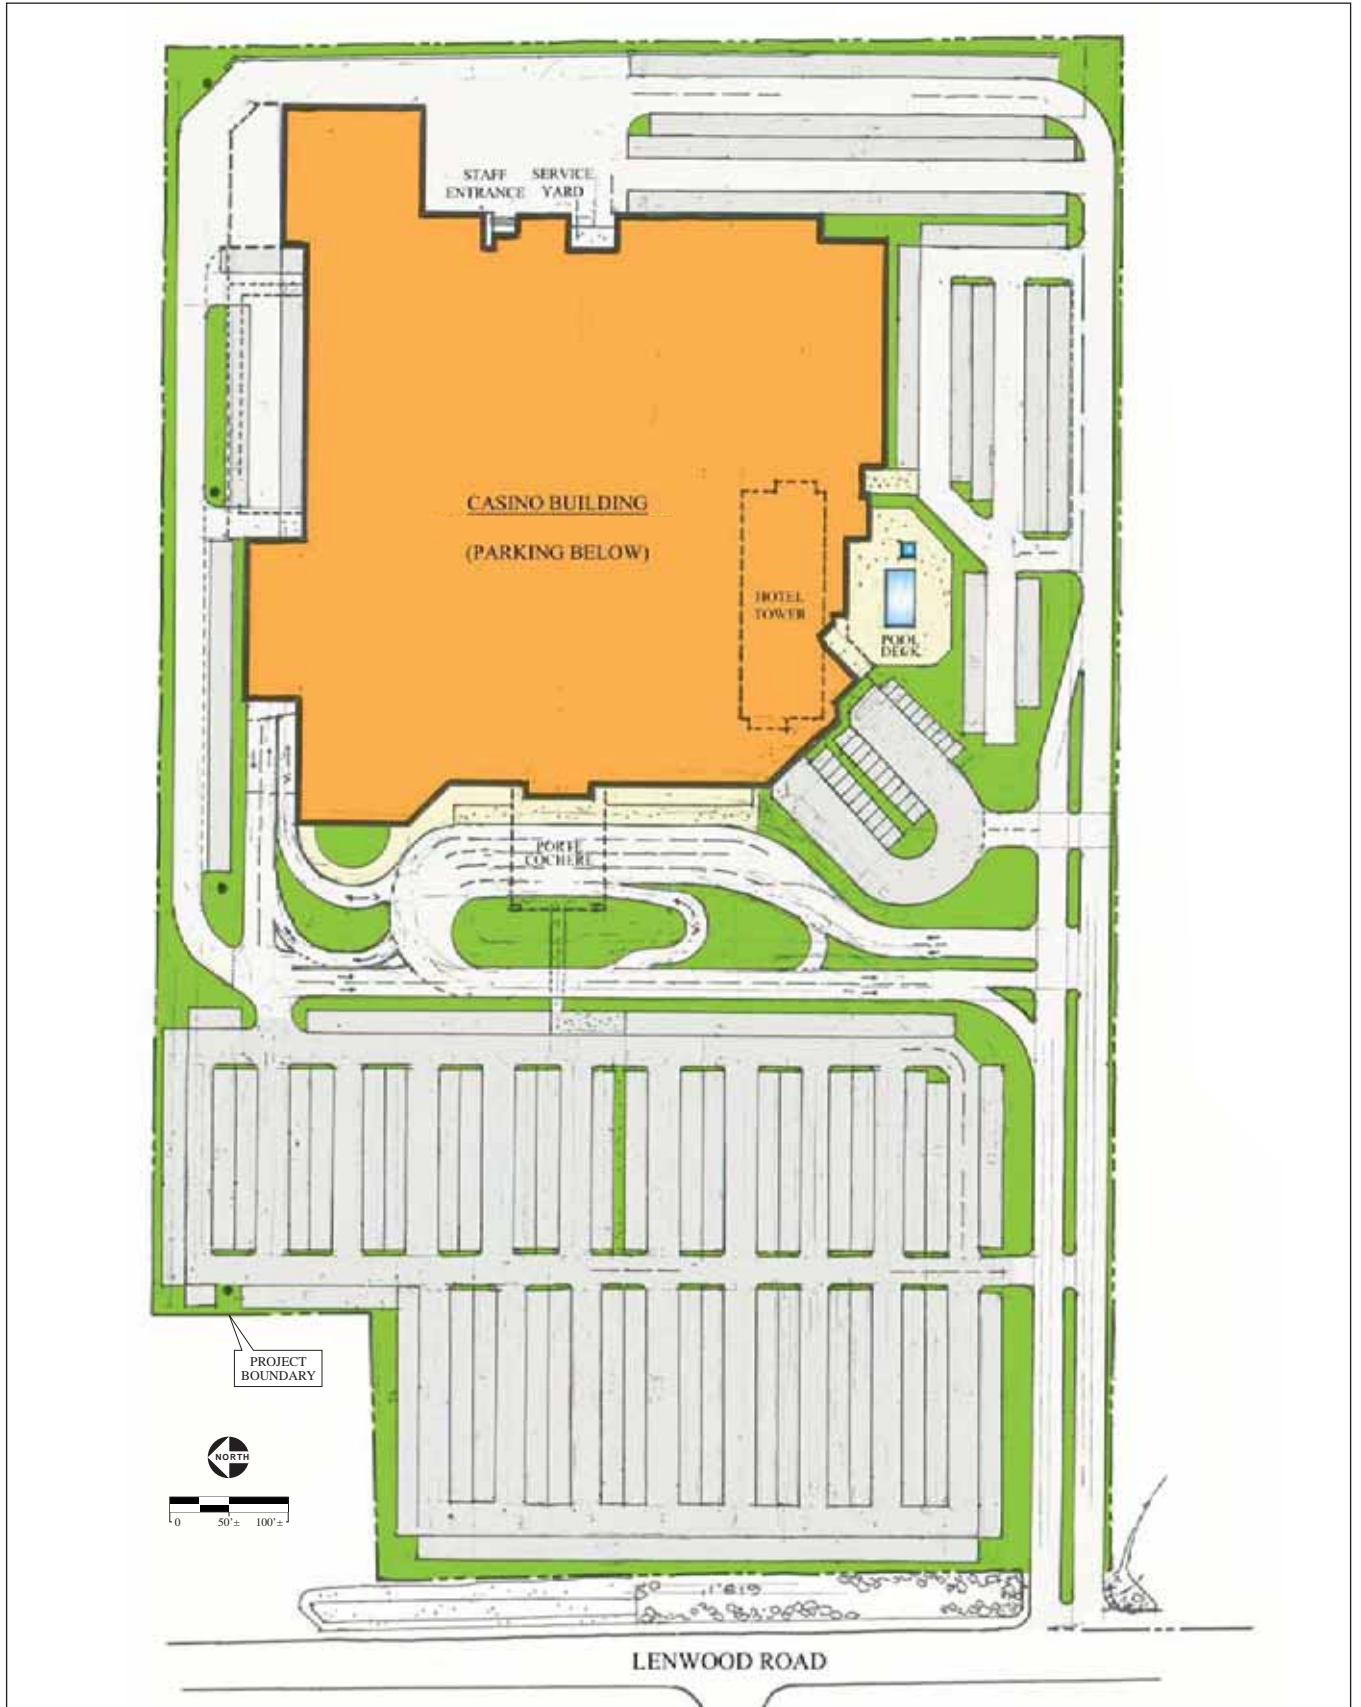 STAFF ENTRANCE
SERVICE YARD
CASINO BUILDING
(PARKING BELOW)
HOTEL TOWER
POOL DECK
PORTE COCHERE
PROJECT BOUNDARY
NORTH
0 50'± 100'±
LENWOOD ROAD